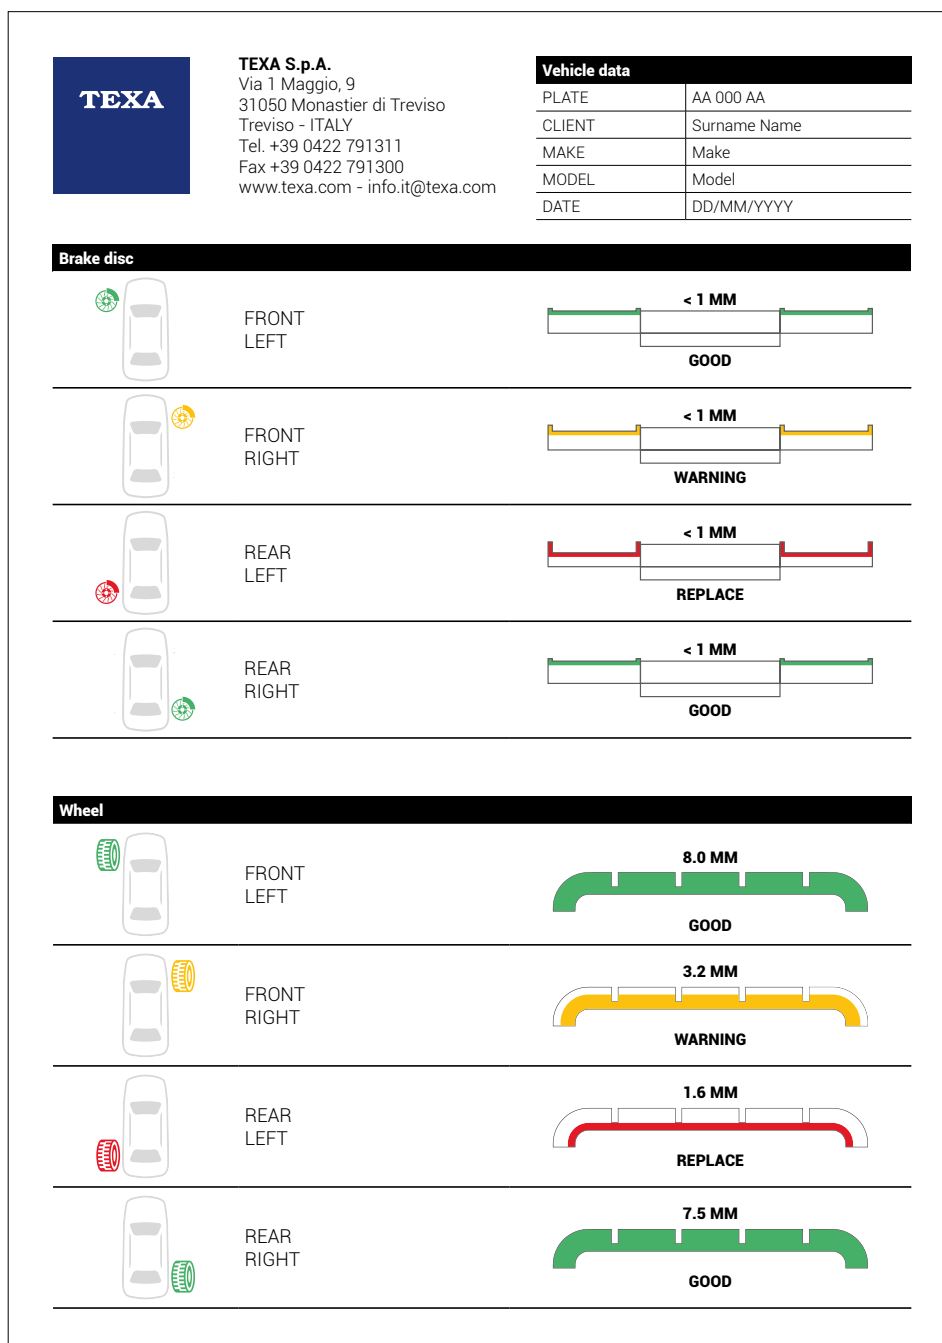 TEXA
TEXA S.p.A.
Via 1 Maggio, 9
31050 Monastier di Treviso
Treviso - ITALY
Tel. +39 0422 791311
Fax +39 0422 791300
www.texa.com - info.it@texa.com
Vehicle data
PLATE AA 000 AA
CLIENT Surname Name
MAKE Make
MODEL Model
DATE DD/MM/YYYY
Brake disc
FRONT
LEFT
< 1 MM
GOOD
FRONT
RIGHT
< 1 MM
WARNING
REAR
LEFT
< 1 MM
REPLACE
REAR
RIGHT
< 1 MM
GOOD
Wheel
FRONT
LEFT
8.0 MM
GOOD
FRONT
RIGHT
3.2 MM
WARNING
REAR
LEFT
1.6 MM
REPLACE
REAR
RIGHT
7.5 MM
GOOD